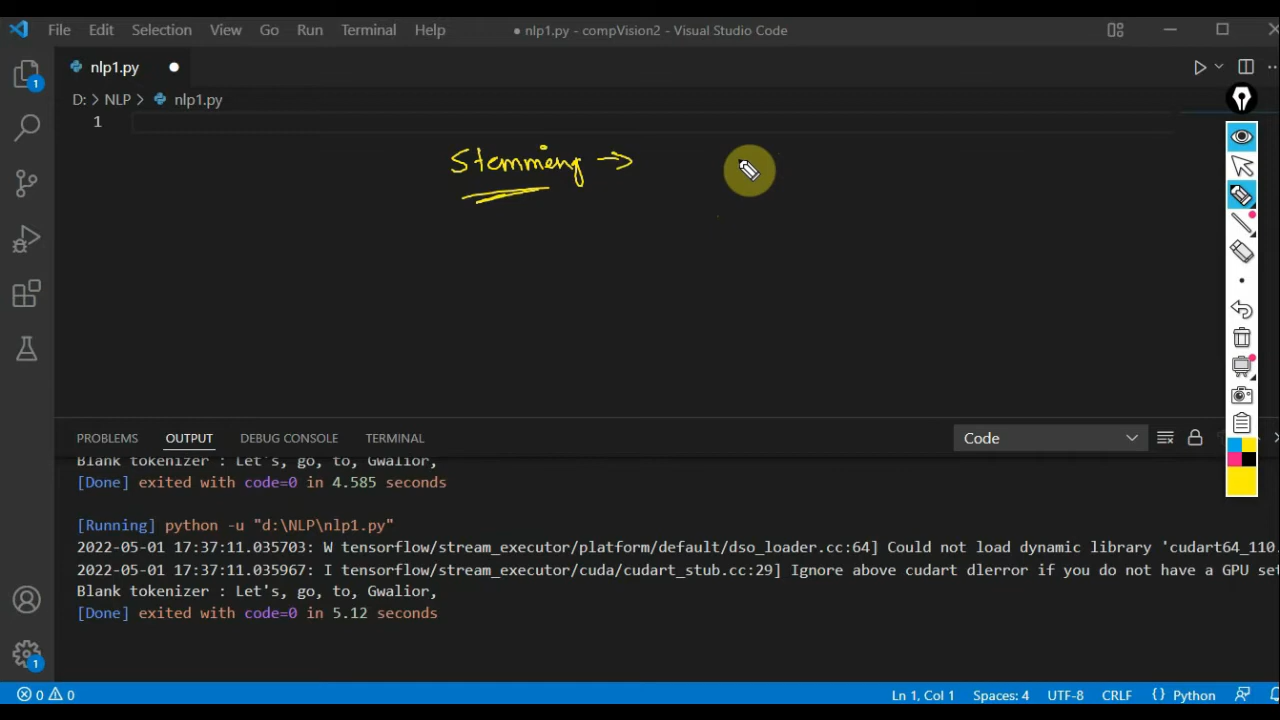 File Edit Selection View Go Run Terminal Help ● nlp1.py - compVision2 - Visual Studio Code
nlp1.py
D: > NLP > nlp1.py
1
Stemming →
PROBLEMS OUTPUT DEBUG CONSOLE TERMINAL Code
Blank tokenizer : Let's, go, to, Gwalior,
[Done] exited with code=0 in 4.585 seconds
[Running] python -u "d:\NLP\nlp1.py"
2022-05-01 17:37:11.035703: W tensorflow/stream_executor/platform/default/dso_loader.cc:64] Could not load dynamic library 'cudart64_110.
2022-05-01 17:37:11.035967: I tensorflow/stream_executor/cuda/cudart_stub.cc:29] Ignore above cudart dlerror if you do not have a GPU set
Blank tokenizer : Let's, go, to, Gwalior,
[Done] exited with code=0 in 5.12 seconds
1
1
0 0 Ln 1, Col 1 Spaces: 4 UTF-8 CRLF Python